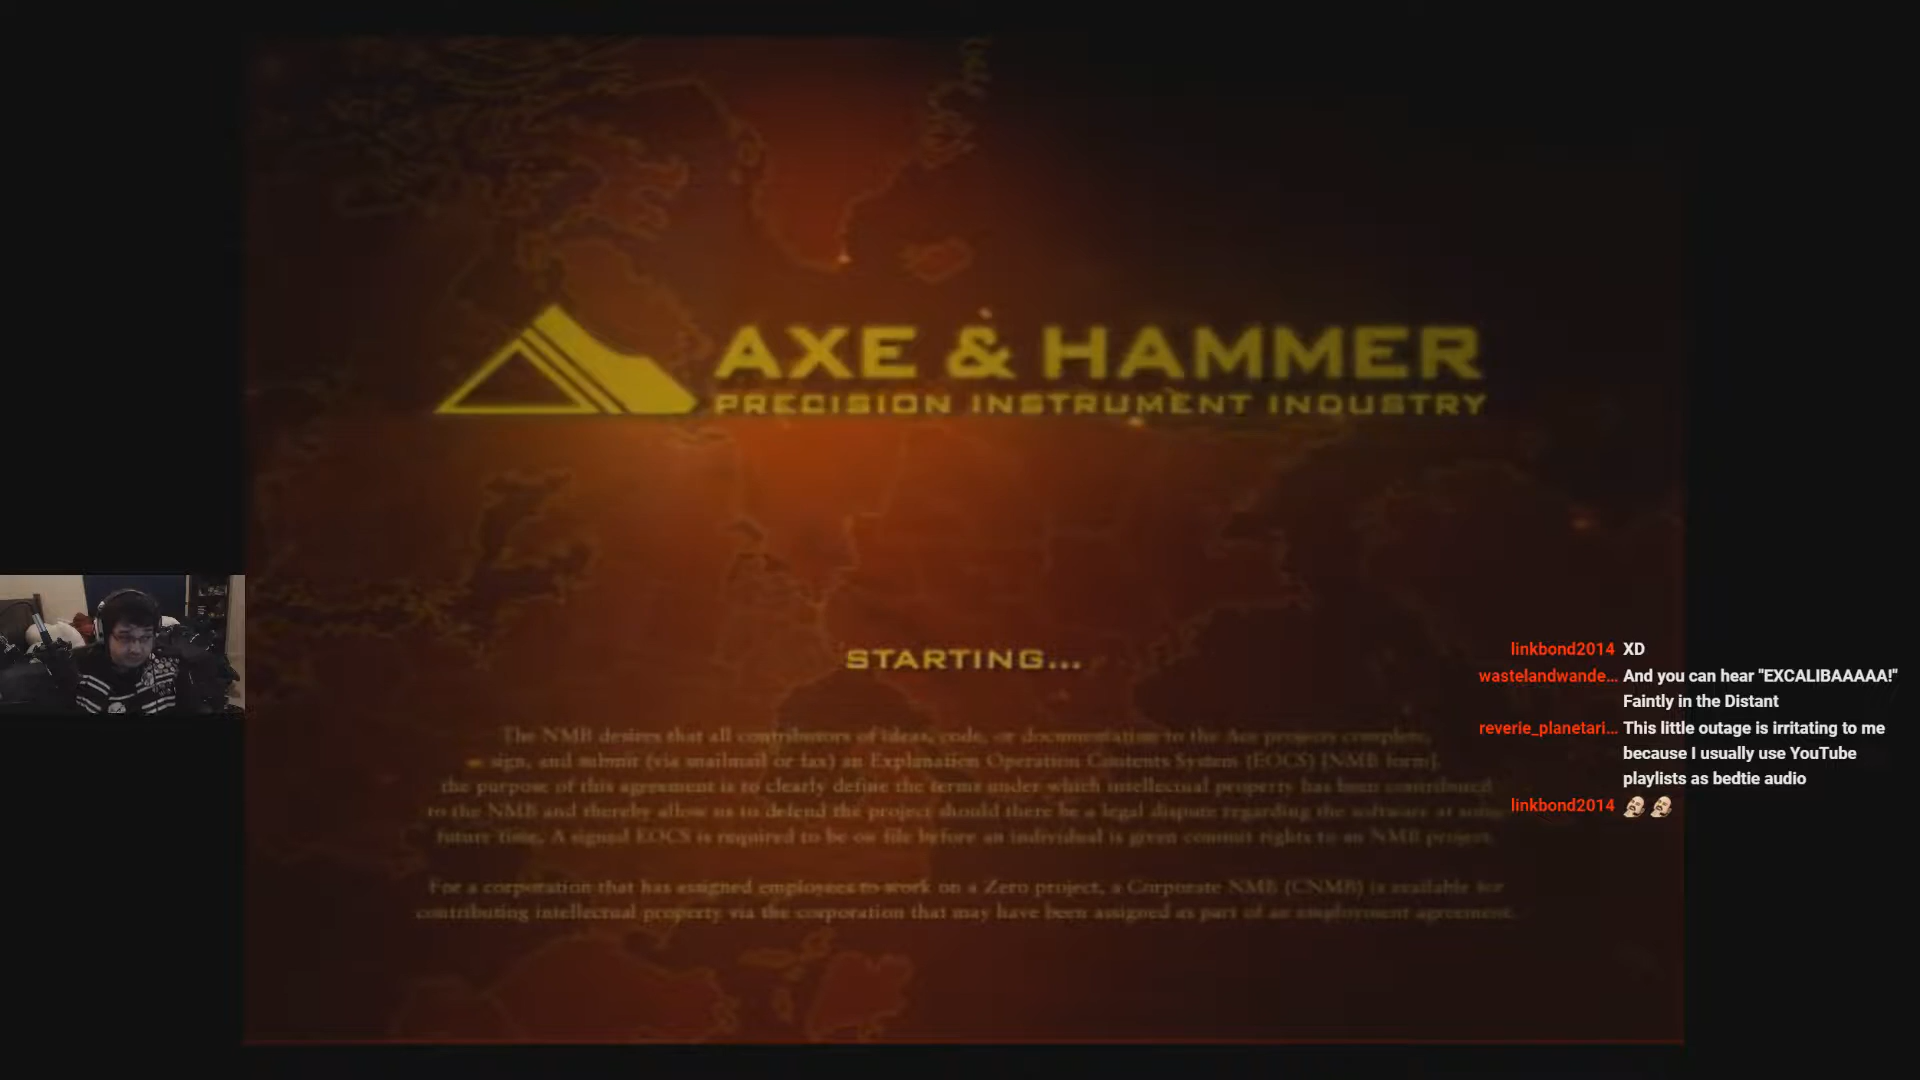 AXE & HAMMER
PRECISION INSTRUMENT INDUSTRY
STARTING...
The NMB desires that all contributors of ideas, code, or documentation to the Ace projects complete,
sign, and submit (via snailmail or fax) an Explanation Operation Contents System (EOCS) [NMB form].
the purpose of this agreement is to clearly define the terms under which intellectual property has been contributed
to the NMB and thereby allow us to defend the project should there be a legal dispute regarding the software at some
future time. A signed EOCS is required to be on file before an individual is given commit rights to an NMB project.
For a corporation that has assigned employees to work on a Zero project, a Corporate NMB (CNMB) is available for
contributing intellectual property via the corporation that may have been assigned as part of an employment agreement.
linkbond2014 XD
wastelandwande... And you can hear "EXCALIBAAAAA!"
Faintly in the Distant
reverie_planetari... This little outage is irritating to me
because I usually use YouTube
playlists as bedtie audio
linkbond2014